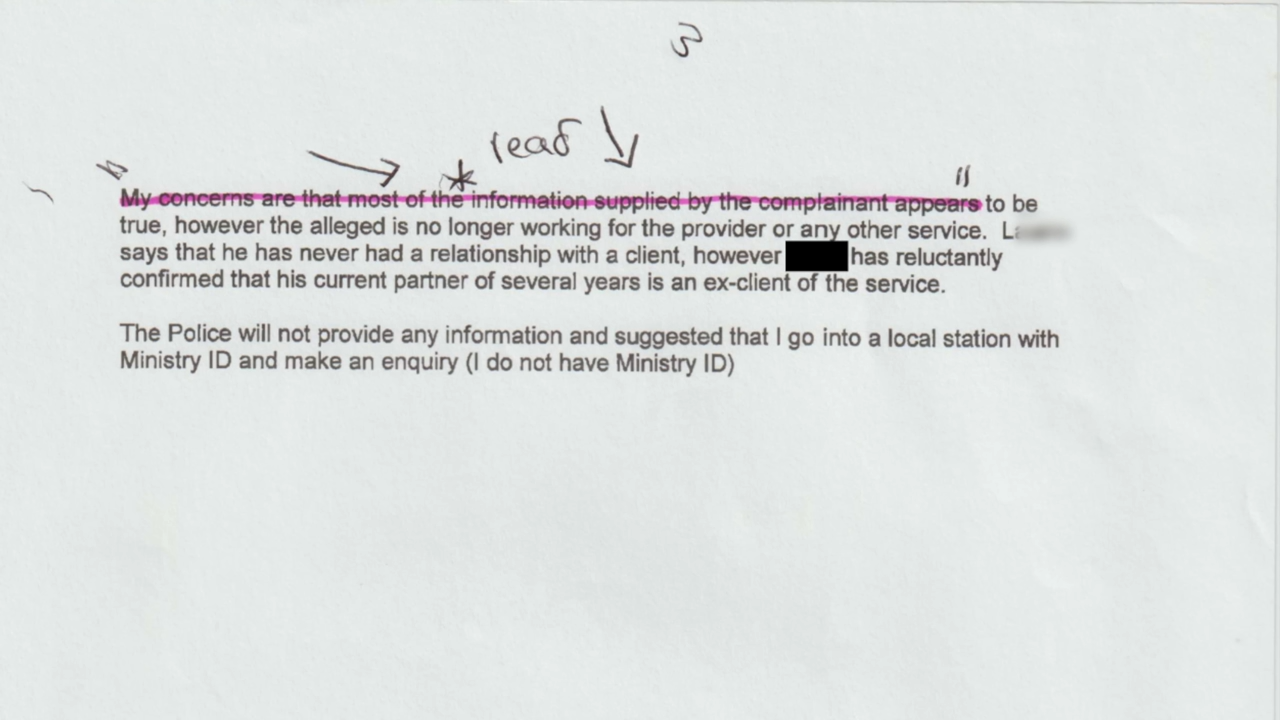 3
read
My concerns are that most of the information supplied by the complainant appears to be
true, however the alleged is no longer working for the provider or any other service.
says that he has never had a relationship with a client, however has reluctantly
confirmed that his current partner of several years is an ex-client of the service.
The Police will not provide any information and suggested that I go into a local station with
Ministry ID and make an enquiry (I do not have Ministry ID)